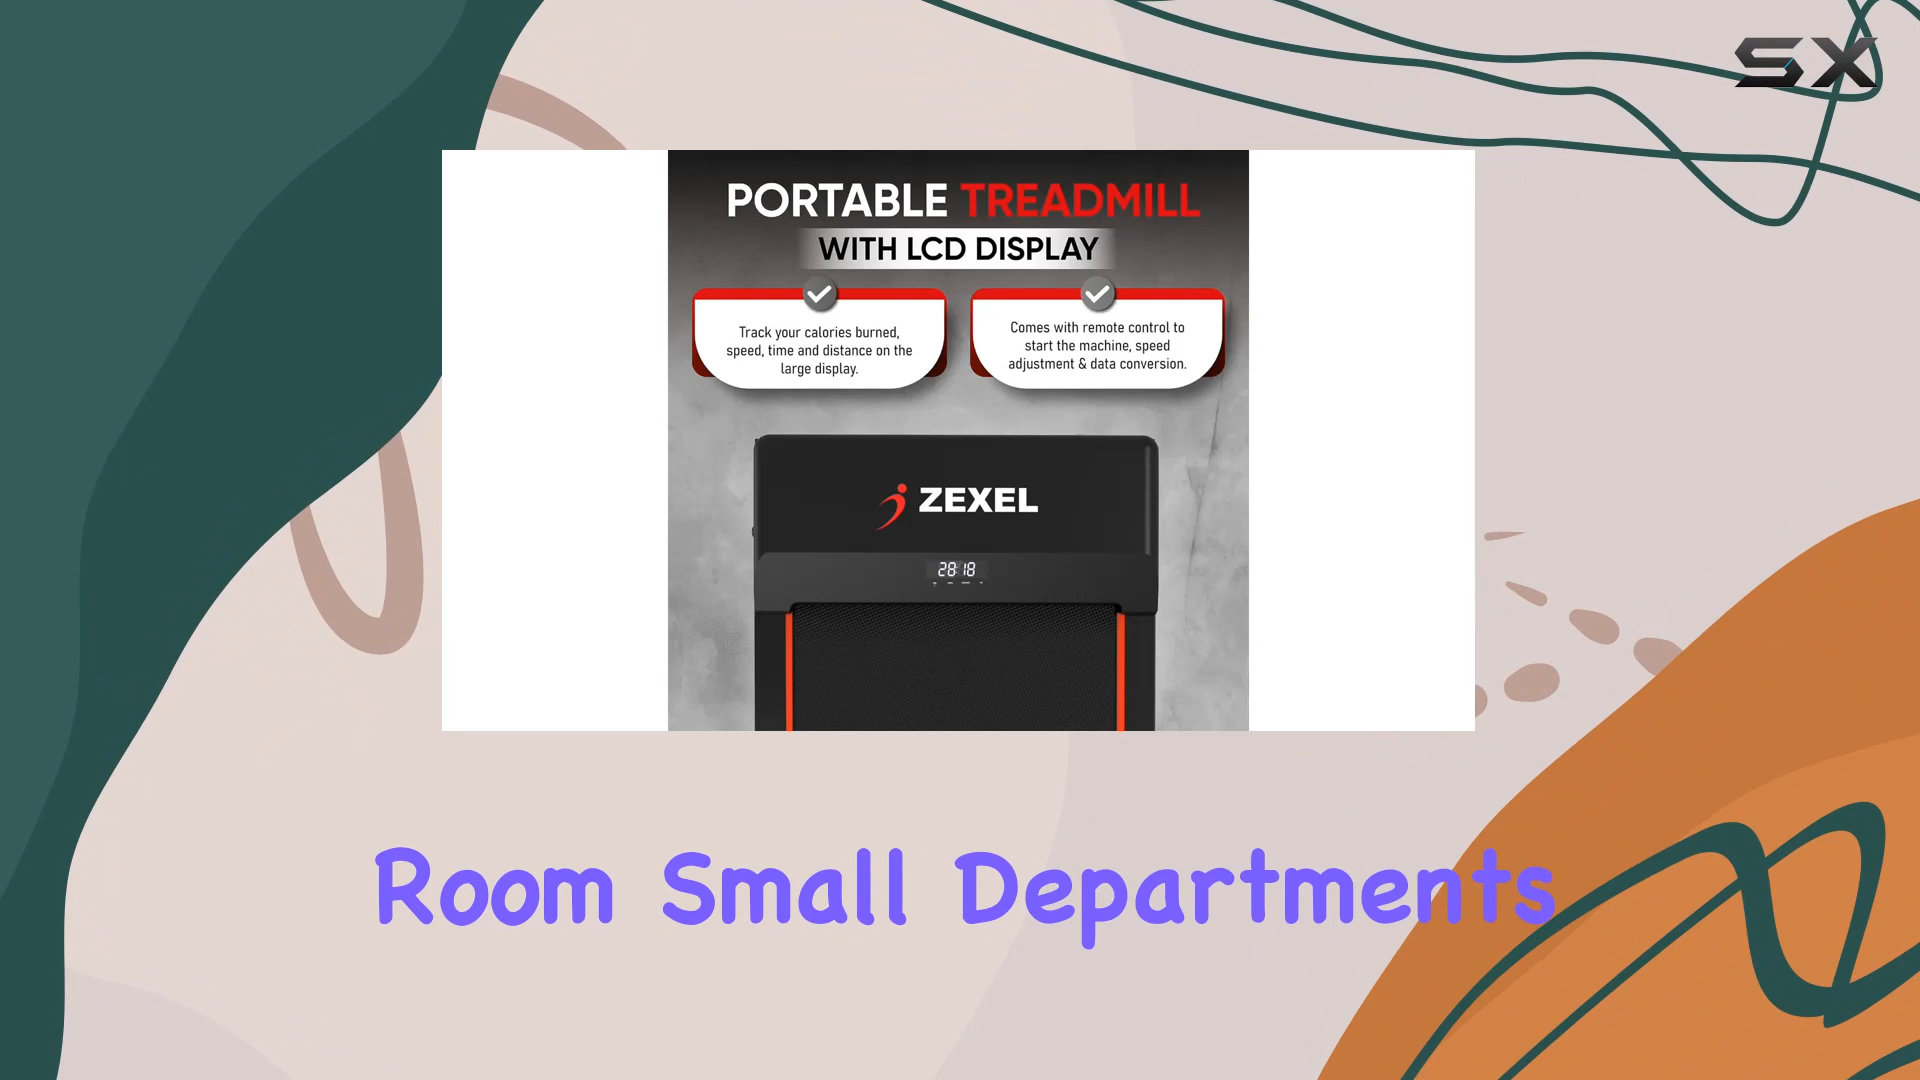 SX
PORTABLE TREADMILL
WITH LCD DISPLAY
Track your calories burned,
speed, time and distance on the
large display.
Comes with remote control to
start the machine, speed
adjustment & data conversion.
ZEXEL
28:18
Room Small Departments